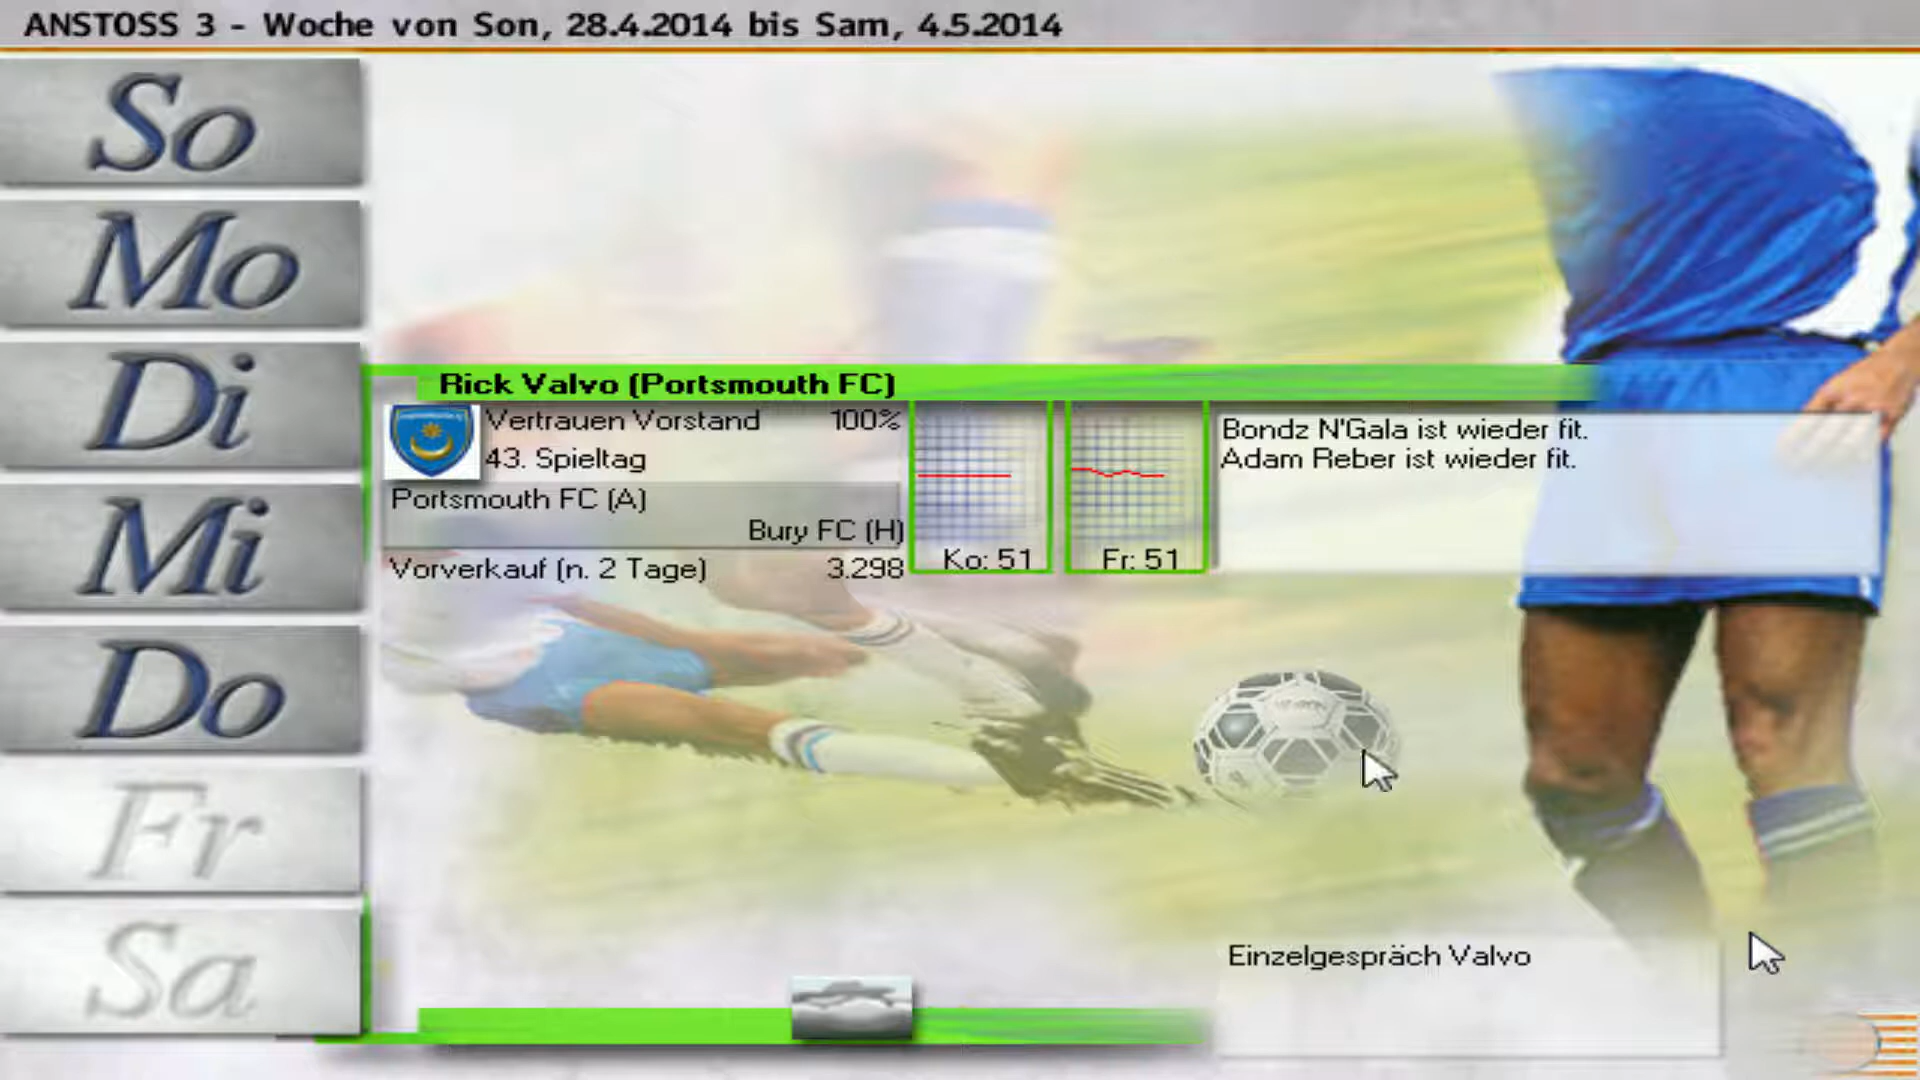 ANSTOSS 3 - Woche von Son, 28.4.2014 bis Sam, 4.5.2014
So
Mo
Di
Mi
Do
Fr
Sa
Rick Valvo (Portsmouth FC)
Vertrauen Vorstand 100%
43. Spieltag
Portsmouth FC (A)
Bury FC (H)
Vorverkauf (n. 2 Tage) 3.298
Ko: 51
Fr: 51
Bondz N'Gala ist wieder fit.
Adam Reber ist wieder fit.
Einzelgespräch Valvo